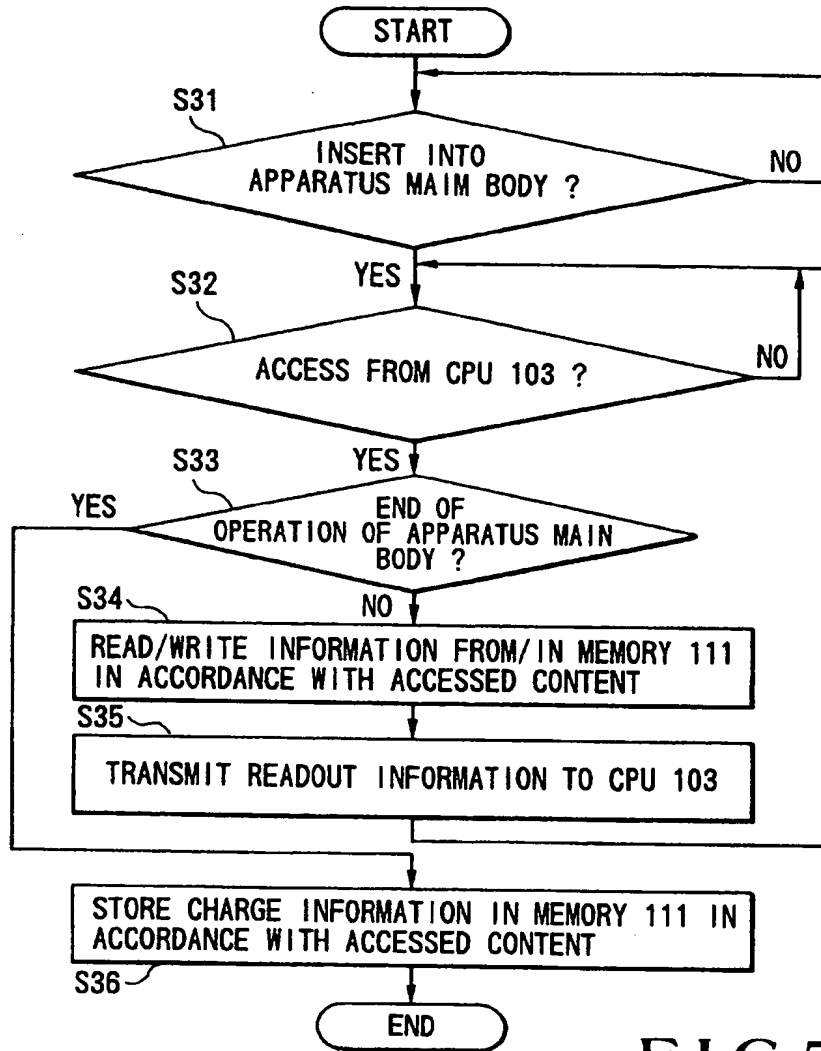 START
S31
INSERT INTO
APPARATUS MAIM BODY ?
NO
YES
S32
ACCESS FROM CPU 103 ?
NO
YES
S33
YES
END OF
OPERATION OF APPARATUS MAIN
BODY ?
NO
S34
READ/WRITE INFORMATION FROM/IN MEMORY 111
IN ACCORDANCE WITH ACCESSED CONTENT
S35
TRANSMIT READOUT INFORMATION TO CPU 103
STORE CHARGE INFORMATION IN MEMORY 111 IN
ACCORDANCE WITH ACCESSED CONTENT
S36
END